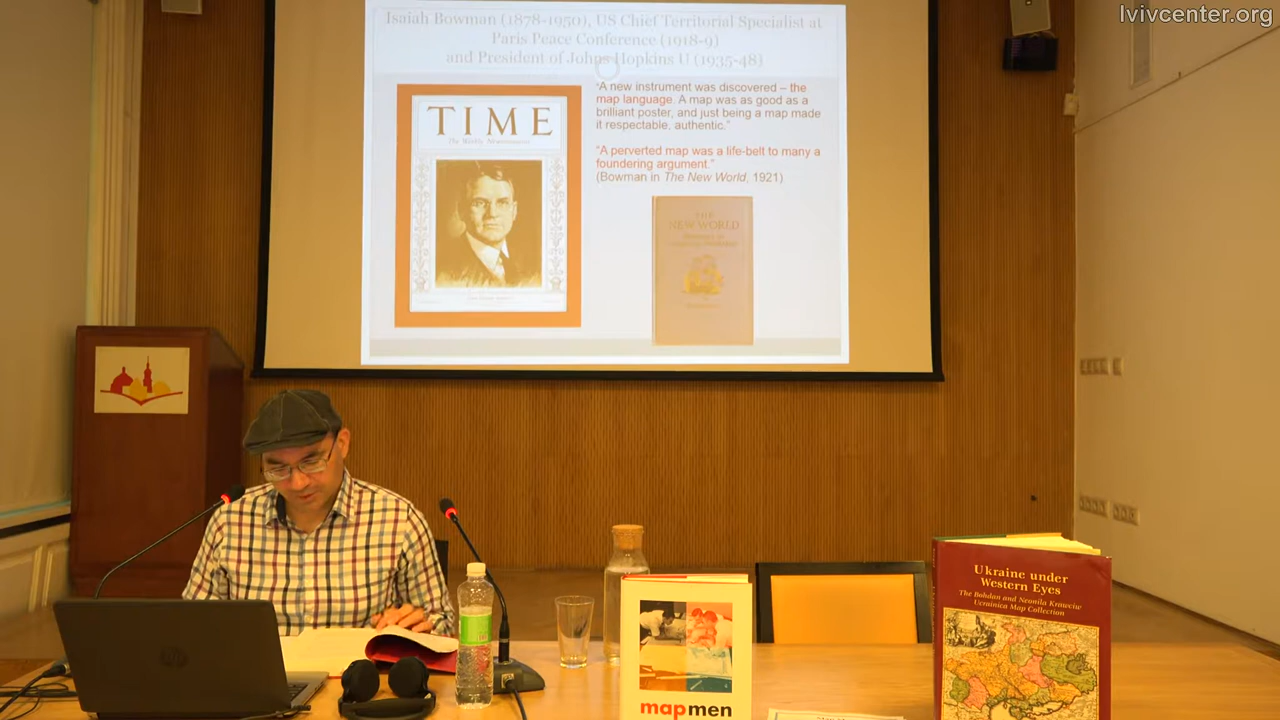 lvivcenter.org
Isaiah Bowman (1878-1950), US Chief Territorial Specialist at
Paris Peace Conference (1918-9)
and President of Johns Hopkins U (1935-48)
TIME
The Weekly Newsmagazine
"A new instrument was discovered – the
map language. A map was as good as a
brilliant poster, and just being a map made
it respectable, authentic."
"A perverted map was a life-belt to many a
foundering argument."
(Bowman in The New World, 1921)
THE
NEW WORLD
hp
mapmen
Ukraine under
Western Eyes
The Bohdan and Neonila Krawciw
Ucrainica Map Collection